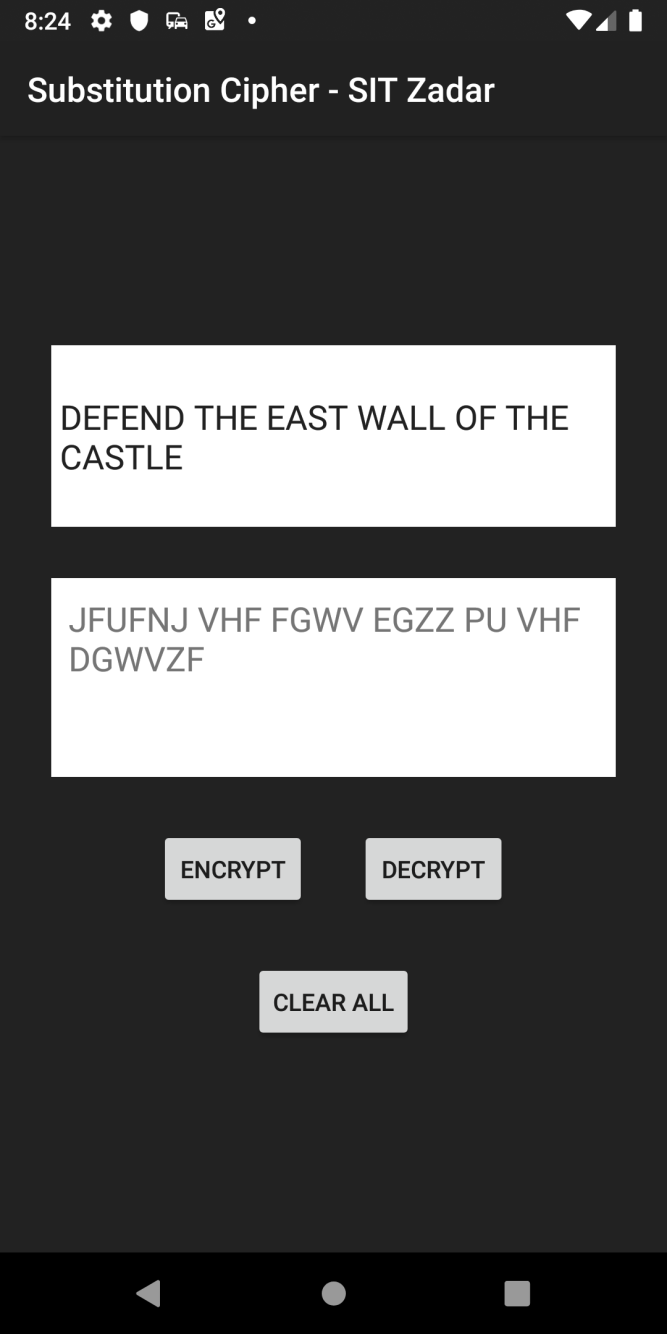 8:24
Substitution Cipher - SIT Zadar
DEFEND THE EAST WALL OF THE
CASTLE
JFUFNJ VHF FGWV EGZZ PU VHF
DGWVZF
ENCRYPT
DECRYPT
CLEAR ALL